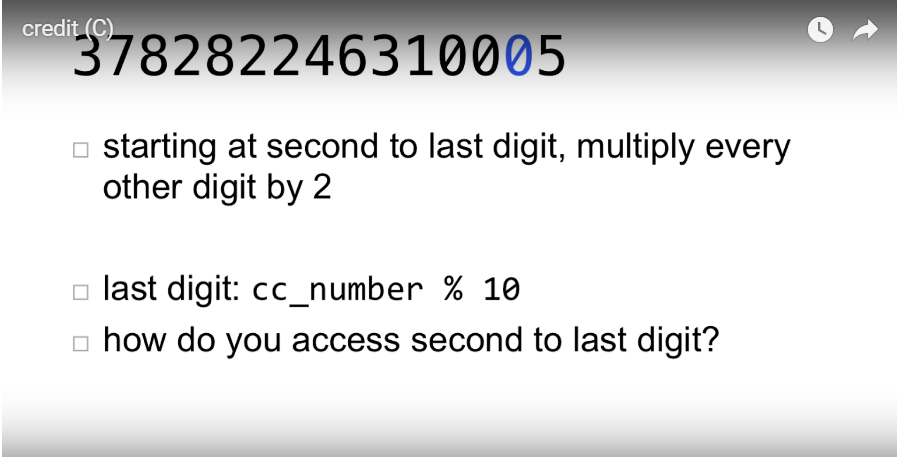 credit (C)
378282246310005
starting at second to last digit, multiply every
other digit by 2
last digit: cc_number % 10
how do you access second to last digit?